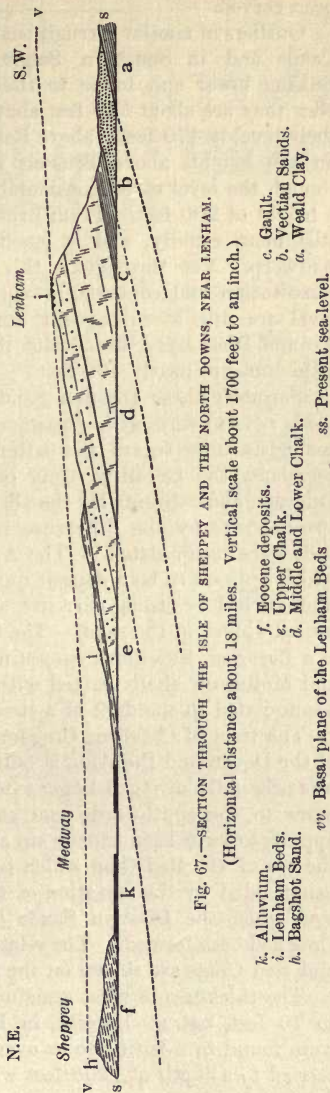 N.E.
S.W.
Sheppey
Medway
Lenham
v
v
h
i
s
s
f
k
e
d
c
b
a
Fig. 67.—SECTION THROUGH THE ISLE OF SHEPPEY AND THE NORTH DOWNS, NEAR LENHAM.
(Horizontal distance about 18 miles. Vertical scale about 1700 feet to an inch.)
k. Alluvium.
i. Lenham Beds.
h. Bagshot Sand.
f. Eocene deposits.
e. Upper Chalk.
d. Middle and Lower Chalk.
c. Gault.
b. Vectian Sands.
a. Weald Clay.
vv. Basal plane of the Lenham Beds
ss. Present sea-level.